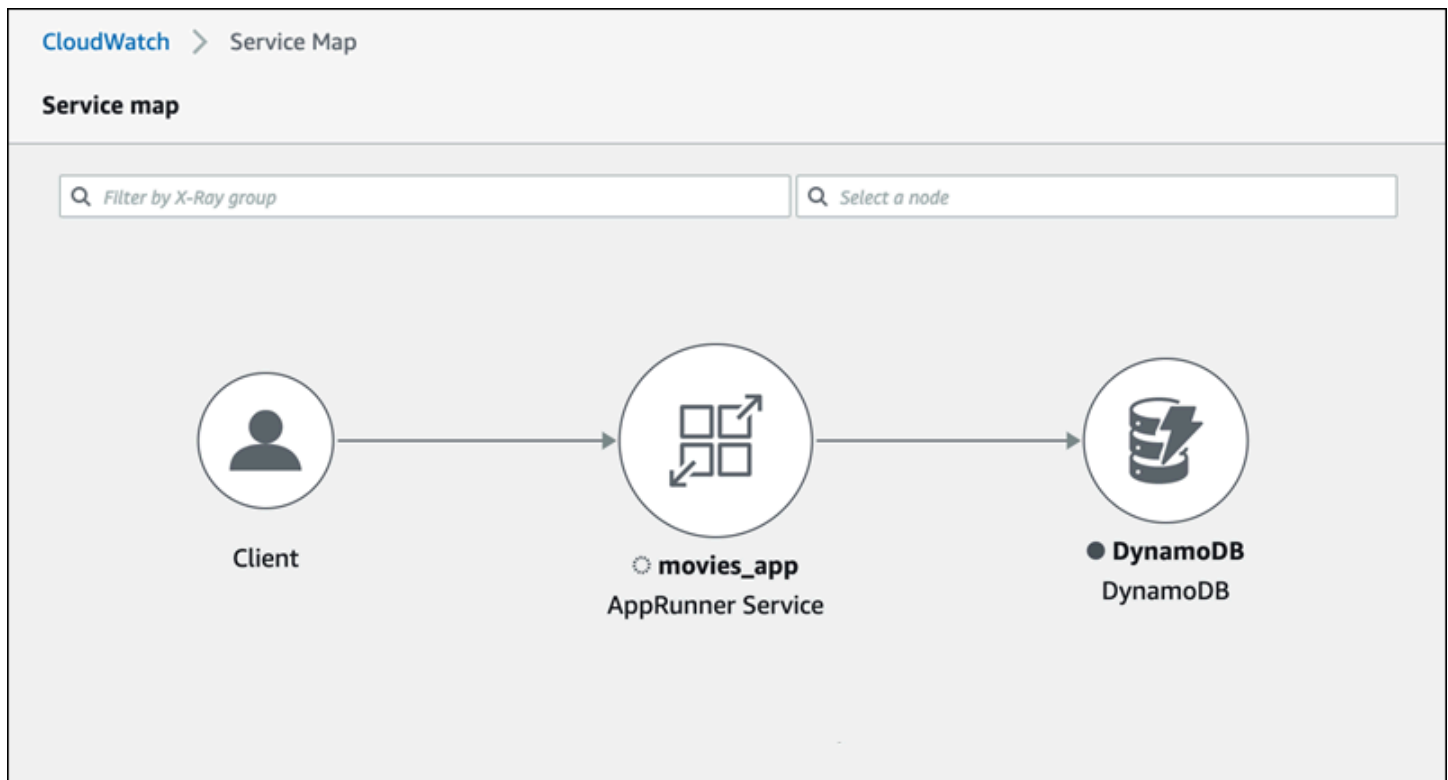 CloudWatch > Service Map
Service map
Filter by X-Ray group
Select a node
Client
movies_app
AppRunner Service
DynamoDB
DynamoDB